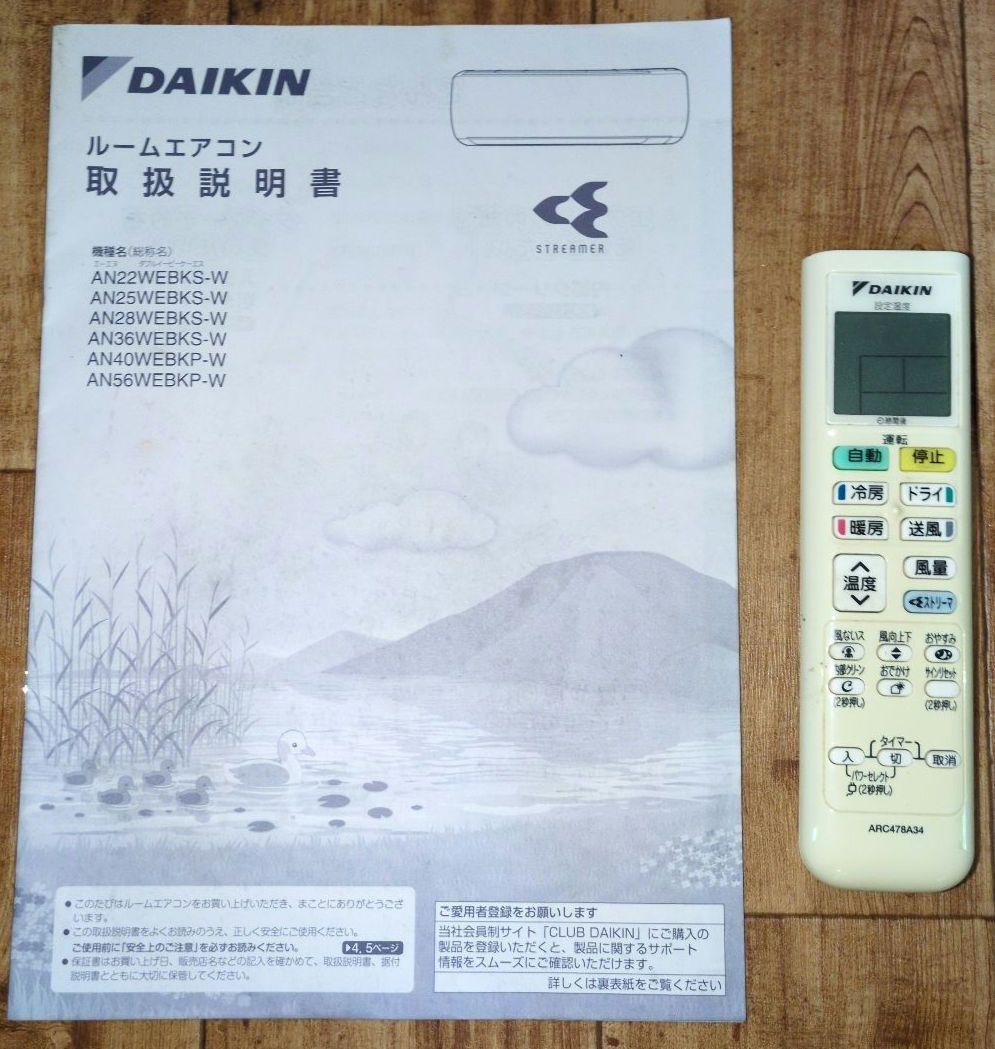 DAIKIN
ルームエアコン
取扱説明書
STREAMER
機種名(総称名)
エーエヌ ダブルイービーケーエス
AN22WEBKS-W
AN25WEBKS-W
AN28WEBKS-W
AN36WEBKS-W
AN40WEBKP-W
AN56WEBKP-W
●このたびはルームエアコンをお買い上げいただき、まことにありがとうござ
います。
●この取扱説明書をよくお読みのうえ、正しく安全にご使用ください。
ご使用前に「安全上のご注意」を必ずお読みください。 ▶4, 5ページ
●保証書はお買い上げ日、販売店名などの記入を確かめて、取扱説明書、据付
説明書とともに大切に保管してください。
ご愛用者登録をお願いします
当社会員制サイト「CLUB DAIKIN」にご購入の
製品を登録いただくと、製品に関するサポート
情報をスムーズにご確認いただけます。
詳しくは裏表紙をご覧ください
DAIKIN
設定温度
時間後
運転
自動 停止
冷房 ドライ
暖房 送風
温度 風量
ストリーマ
風ないス 風向上下 おやすみ
内部クリーン おでかけ サインリセット
(2秒押し) (2秒押し)
タイマー
入 切 取消
パワーセレクト
(2秒押し)
ARC478A34